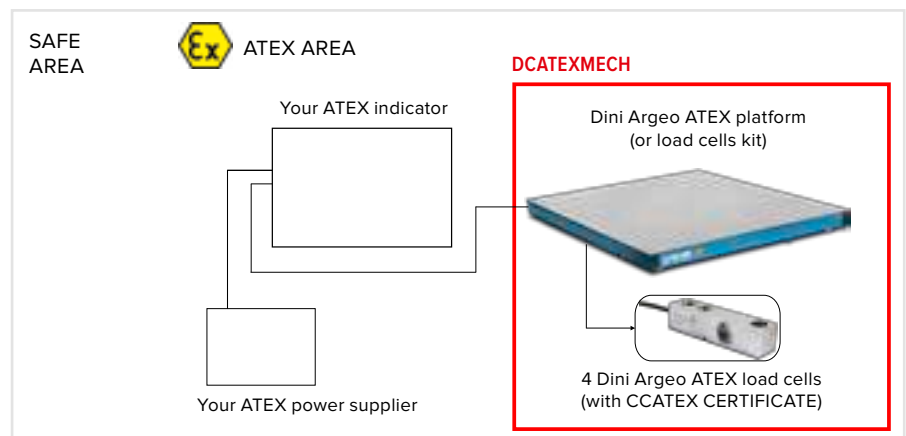 SAFE
AREA
Ex
ATEX AREA
DCATEXMECH
Your ATEX indicator
Dini Argeo ATEX platform
(or load cells kit)
4 Dini Argeo ATEX load cells
(with CCATEX CERTIFICATE)
Your ATEX power supplier